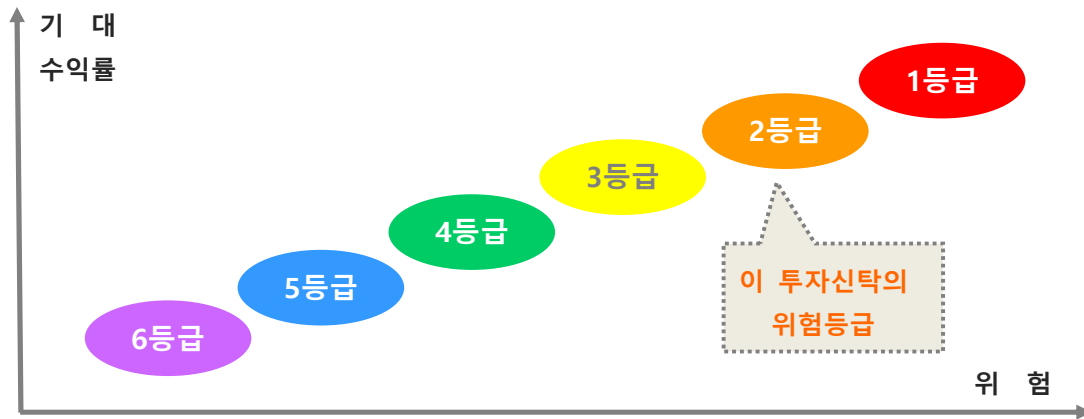 기 대
수익률
1등급
2등급
3등급
4등급
5등급
6등급
이 투자신탁의
위험등급
위 험